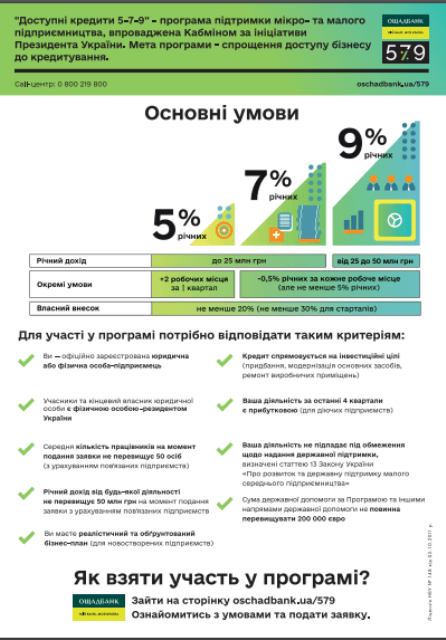 "Доступні кредити 5-7-9" – програма підтримки мікро- та малого
підприємництва, впроваджена Кабміном за ініціативи
Президента України. Мета програми – спрощення доступу бізнесу
до кредитування.
ОЩАДБАНК
579
Call-центр: 0 800 219 800
oschadbank.ua/579
Основні умови
5%
річних
7%
річних
9%
річних
Річний дохід
до 25 млн грн
від 25 до 50 млн грн
Окремі умови
+2 робочих місця
за 1 квартал
-0,5% річних за кожне робоче місце
(але не менше 5% річних)
Власний внесок
не менше 20% (не менше 30% для стартапів)
Для участі у програмі потрібно відповідати таким критеріям:
Ви — офіційно зареєстрована юридична
або фізична особа-підприємець
Учасники та кінцевий власник юридичної
особи є фізичною особою-резидентом
України
Середня кількість працівників на момент
подання заявки не перевищує 50 осіб
(з урахуванням пов'язаних підприємств)
Річний дохід від будь-якої діяльності
не перевищує 50 млн грн на момент подання
заявки з урахуванням пов'язаних підприємств
Ви маєте реалістичний та обґрунтований
бізнес-план (для новостворених підприємств)
Кредит спрямовується на інвестиційні цілі
(придбання, модернізація основних засобів,
ремонт виробничих приміщень)
Ваша діяльність за останні 4 квартали
є прибутковою (для діючих підприємств)
Ваша діяльність не підпадає під обмеження
щодо надання державної підтримки,
визначені статтею 13 Закону України
«Про розвиток та державну підтримку малого
середнього підприємництва»
Сума державної допомоги за Програмою та іншими
напрямами державної допомоги не повинна
перевищувати 200 000 євро
Як взяти участь у програмі?
ОЩАДБАНК
Зайти на сторінку oschadbank.ua/579
Ознайомитись з умовами та подати заявку.
Ліцензія НБУ № 148 від 05.10.2011 р.